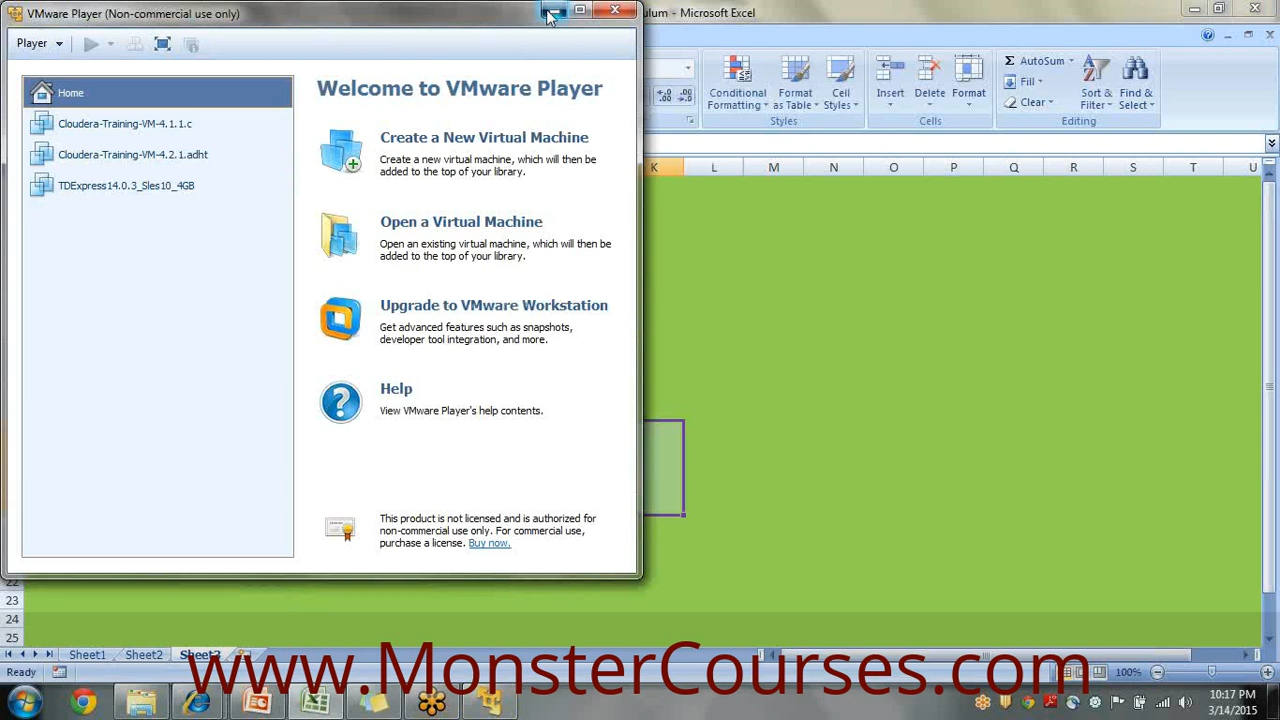 VMware Player (Non-commercial use only)
ulum - Microsoft Excel
Player
Home
Cloudera-Training-VM-4.1.1.c
Cloudera-Training-VM-4.2.1.adht
TDExpress14.0.3_Sles10_4GB
Welcome to VMware Player
Create a New Virtual Machine
Create a new virtual machine, which will then be
added to the top of your library.
Open a Virtual Machine
Open an existing virtual machine, which will then be
added to the top of your library.
Upgrade to VMware Workstation
Get advanced features such as snapshots,
developer tool integration, and more.
Help
View VMware Player's help contents.
This product is not licensed and is authorized for
non-commercial use only. For commercial use,
purchase a license. Buy now.
Conditional
Formatting
Format
as Table
Cell
Styles
Styles
Insert
Delete
Format
Cells
Σ AutoSum
Fill
Clear
Sort &
Filter
Find &
Select
Editing
K L M N O P Q R S T U
22
23
24
25
Sheet1 Sheet2 Sheet3
Ready
100%
www.MonsterCourses.com
10:17 PM
3/14/2015